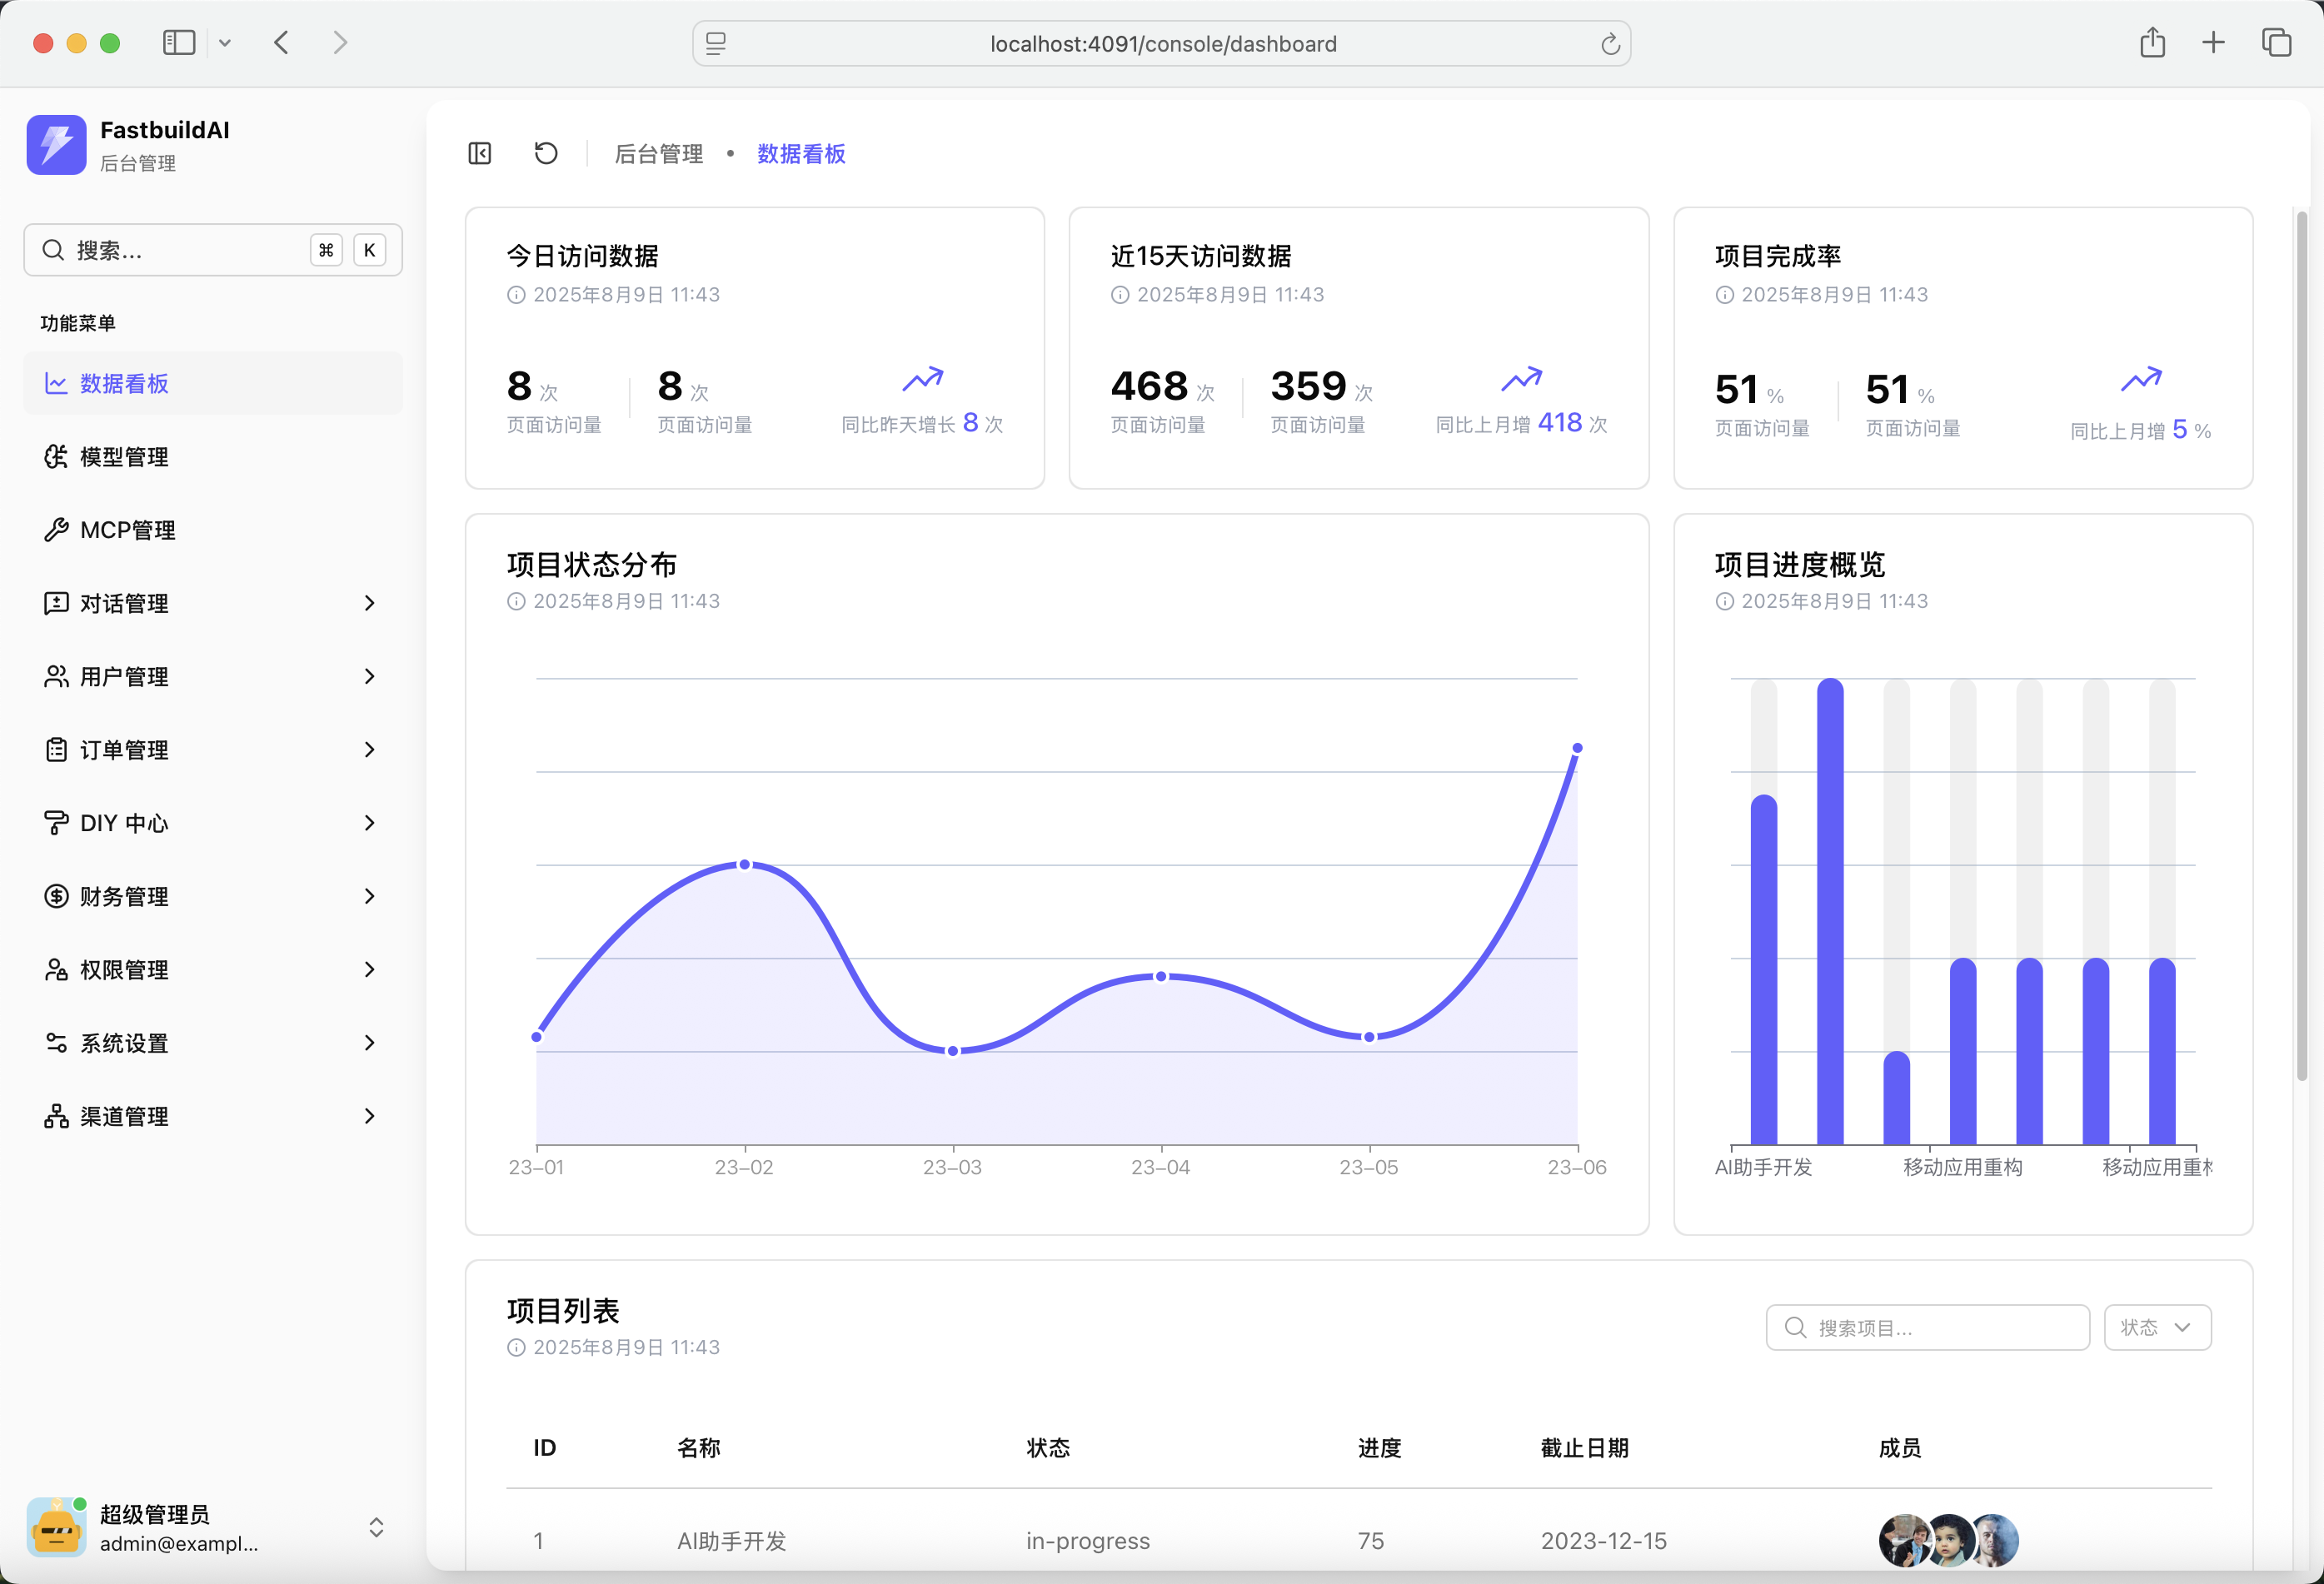 localhost:4091/console/dashboard
FastbuildAI
后台管理
搜索...
⌘ K
功能菜单
数据看板
模型管理
MCP管理
对话管理
用户管理
订单管理
DIY 中心
财务管理
权限管理
系统设置
渠道管理
超级管理员
admin@exampl...
后台管理 • 数据看板
今日访问数据
2025年8月9日 11:43
8 次
页面访问量
8 次
页面访问量
同比昨天增长 8 次
近15天访问数据
2025年8月9日 11:43
468 次
页面访问量
359 次
页面访问量
同比上月增 418 次
项目完成率
2025年8月9日 11:43
51 %
页面访问量
51 %
页面访问量
同比上月增 5 %
项目状态分布
2025年8月9日 11:43
23-01 23-02 23-03 23-04 23-05 23-06
项目进度概览
2025年8月9日 11:43
AI助手开发 移动应用重构 移动应用重构
项目列表
2025年8月9日 11:43
搜索项目...
状态
ID 名称 状态 进度 截止日期 成员
1 AI助手开发 in-progress 75 2023-12-15